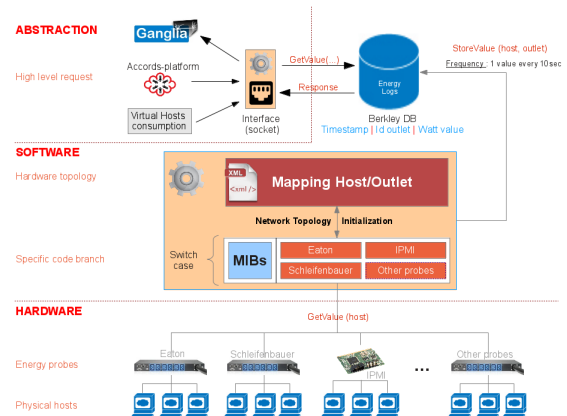 ABSTRACTION
Ganglia
GetValue(...)
StoreValue (host, outlet)
Frequency : 1 value every 10sec
High level request
Accords-platform
Energy
Logs
Response
Virtual Hosts
consumption
Interface
(socket)
Berkley DB
Timestamp | Id outlet | Watt value
SOFTWARE
Hardware topology
XML
<xml/>
Mapping Host/Outlet
Network Topology
Initialization
Switch
case
MIBs
Eaton
IPMI
Schleifenbauer
Other probes
Specific code branch
HARDWARE
GetValue (host)
Eaton
Schleifenbauer
IPMI
...
Other probes
Energy probes
Physical hosts